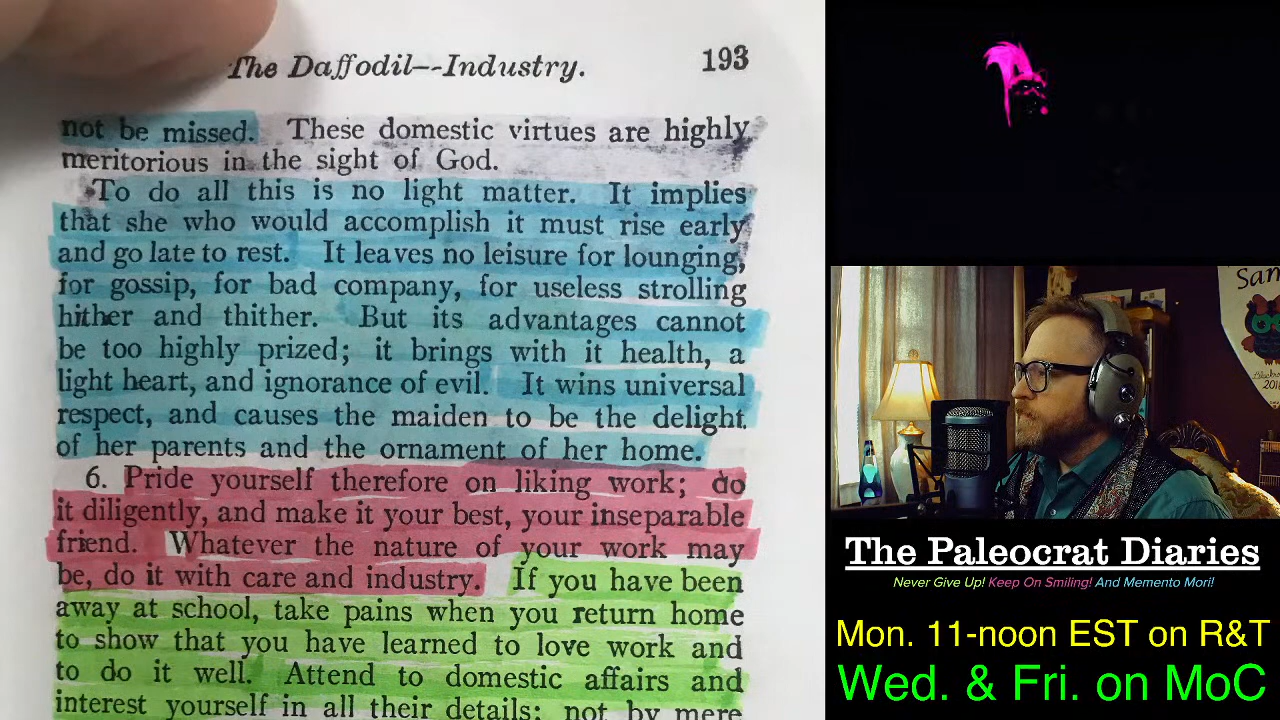 The Daffodil--Industry. 193
not be missed. These domestic virtues are highly
meritorious in the sight of God.
To do all this is no light matter. It implies
that she who would accomplish it must rise early
and go late to rest. It leaves no leisure for lounging,
for gossip, for bad company, for useless strolling
hither and thither. But its advantages cannot
be too highly prized; it brings with it health, a
light heart, and ignorance of evil. It wins universal
respect, and causes the maiden to be the delight
of her parents and the ornament of her home.
6. Pride yourself therefore on liking work; do
it diligently, and make it your best, your inseparable
friend. Whatever the nature of your work may
be, do it with care and industry. If you have been
away at school, take pains when you return home
to show that you have learned to love work and
to do it well. Attend to domestic affairs and
interest yourself in all their details; not by mere
San
201
The Paleocrat Diaries
Never Give Up! Keep On Smiling! And Memento Mori!
Mon. 11-noon EST on R&T
Wed. & Fri. on MoC